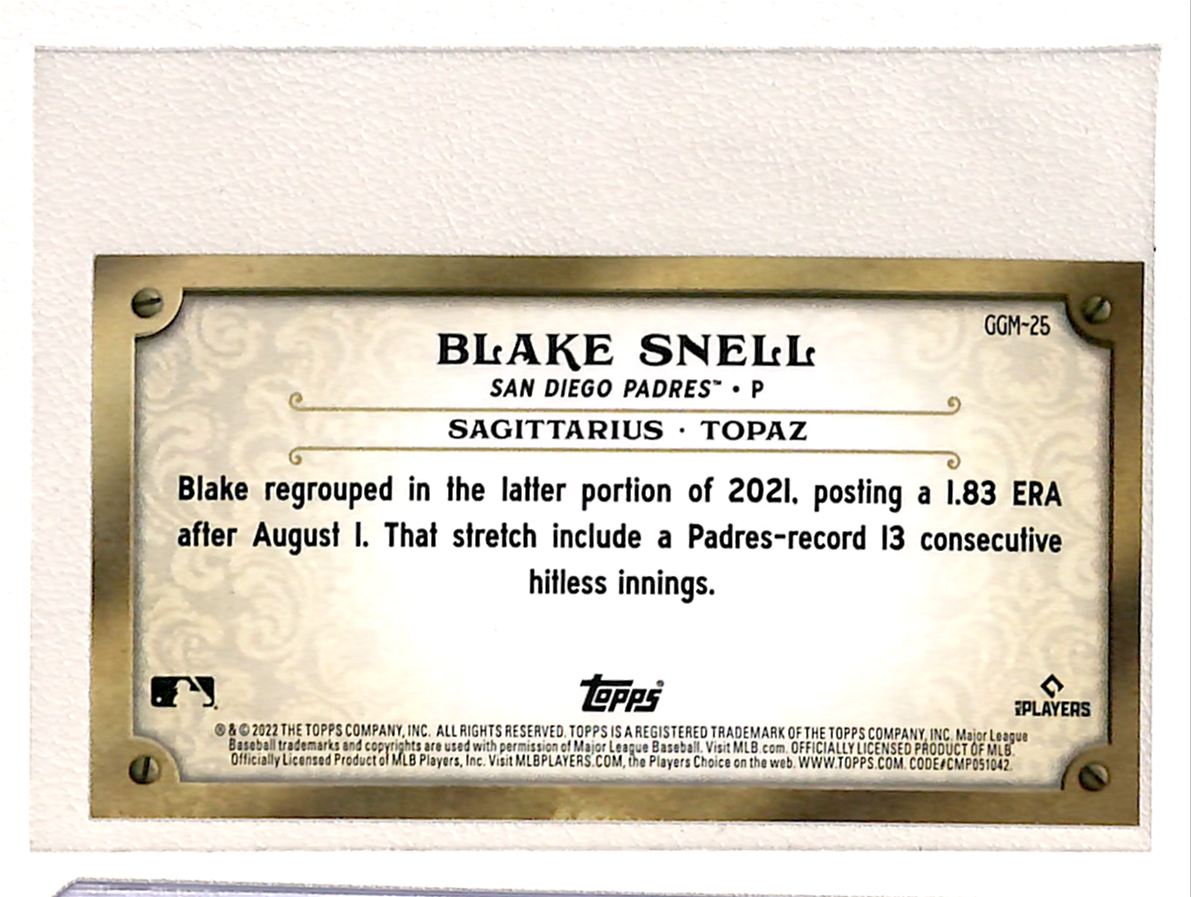 GGM-25
BLAKE SNELL
SAN DIEGO PADRES™ • P
SAGITTARIUS · TOPAZ
Blake regrouped in the latter portion of 2021, posting a 1.83 ERA
after August 1. That stretch include a Padres-record 13 consecutive
hitless innings.
Topps®
PLAYERS
® & © 2022 THE TOPPS COMPANY, INC. ALL RIGHTS RESERVED. TOPPS IS A REGISTERED TRADEMARK OF THE TOPPS COMPANY, INC. Major League
Baseball trademarks and copyrights are used with permission of Major League Baseball. Visit MLB.com. OFFICIALLY LICENSED PRODUCT OF MLB.
Officially Licensed Product of MLB Players, Inc. Visit MLBPLAYERS.COM, the Players Choice on the web. WWW.TOPPS.COM. CODE#CMP051042.